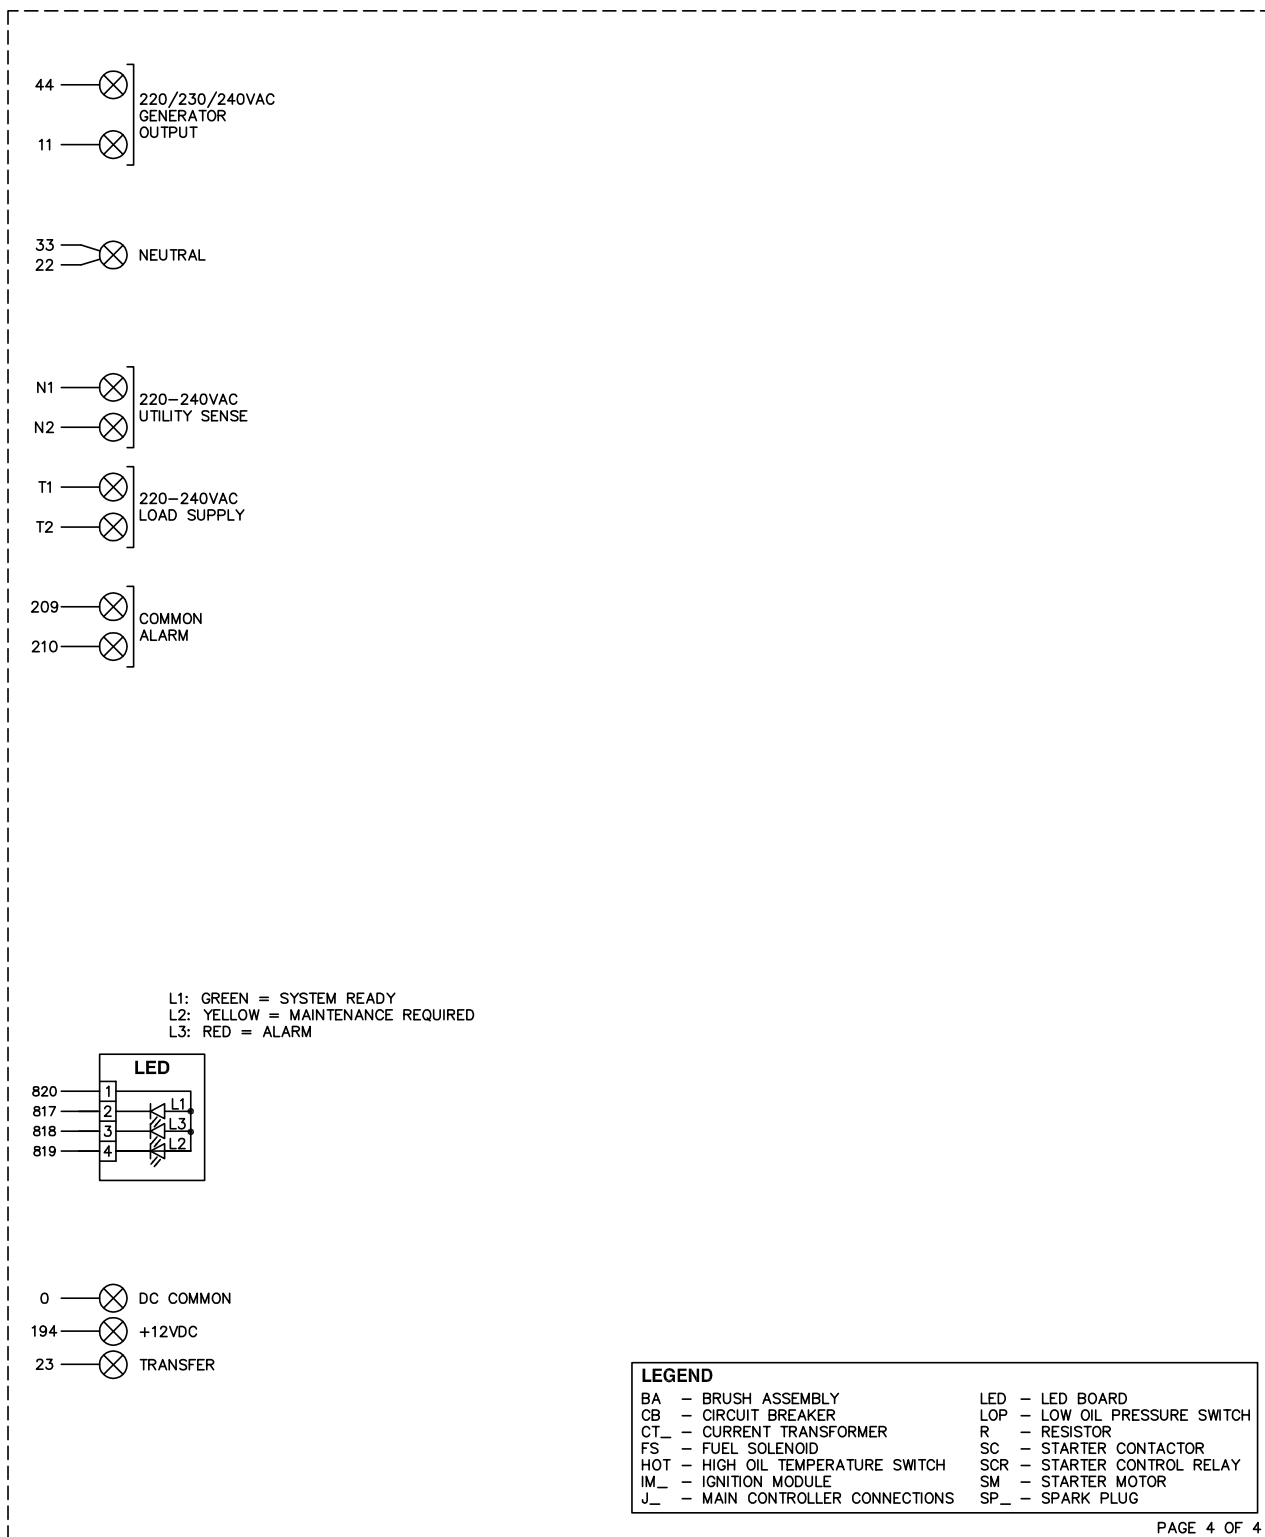 44
220/230/240VAC
GENERATOR
OUTPUT
11
33
22
NEUTRAL
N1
220-240VAC
UTILITY SENSE
N2
T1
220-240VAC
LOAD SUPPLY
T2
209
COMMON
ALARM
210
L1: GREEN = SYSTEM READY
L2: YELLOW = MAINTENANCE REQUIRED
L3: RED = ALARM
LED
820 1
817 2 L1
818 3 L3
819 4 L2
0 DC COMMON
194 +12VDC
23 TRANSFER
LEGEND
BA - BRUSH ASSEMBLY
CB - CIRCUIT BREAKER
CT_ - CURRENT TRANSFORMER
FS - FUEL SOLENOID
HOT - HIGH OIL TEMPERATURE SWITCH
IM_ - IGNITION MODULE
J_ - MAIN CONTROLLER CONNECTIONS
LED - LED BOARD
LOP - LOW OIL PRESSURE SWITCH
R - RESISTOR
SC - STARTER CONTACTOR
SCR - STARTER CONTROL RELAY
SM - STARTER MOTOR
SP_ - SPARK PLUG
PAGE 4 OF 4